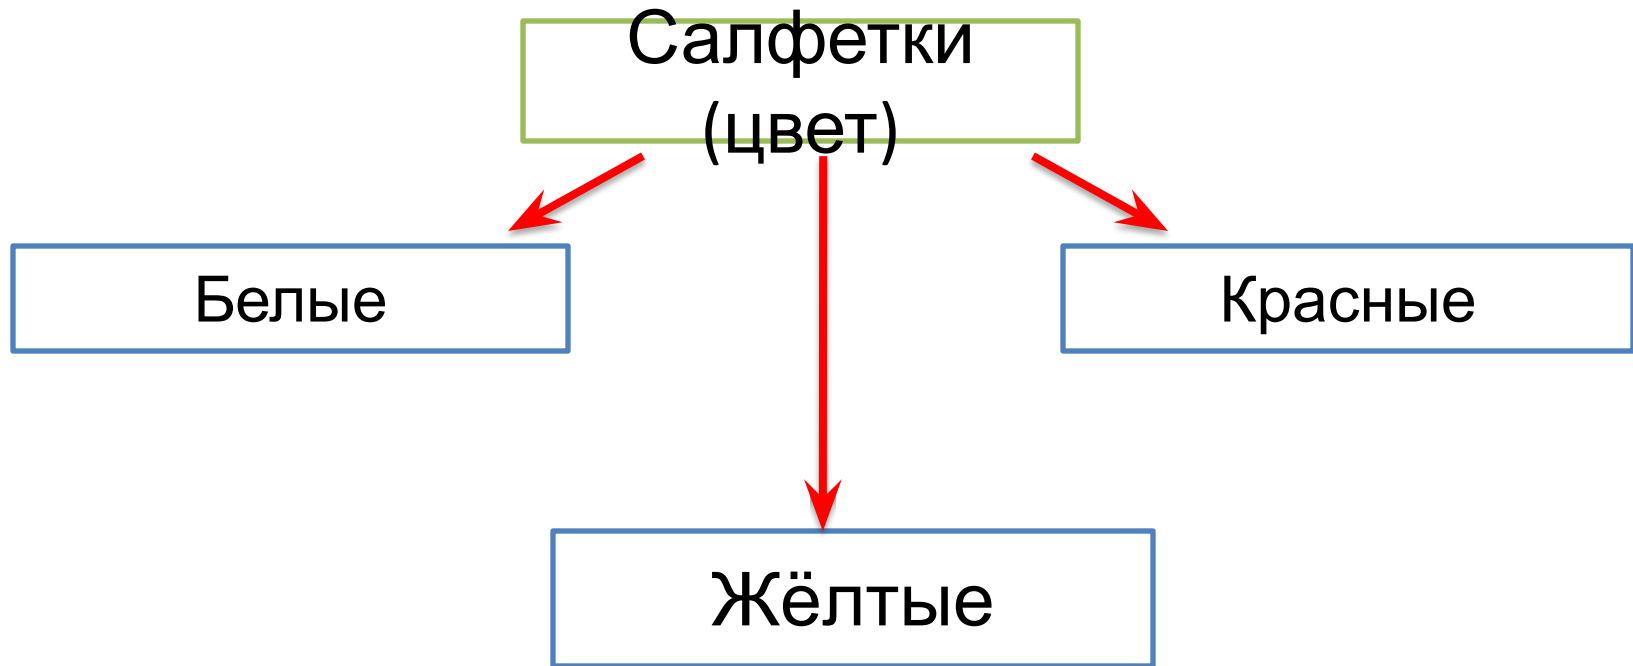 Салфетки
(цвет)
Белые
Красные
Жёлтые